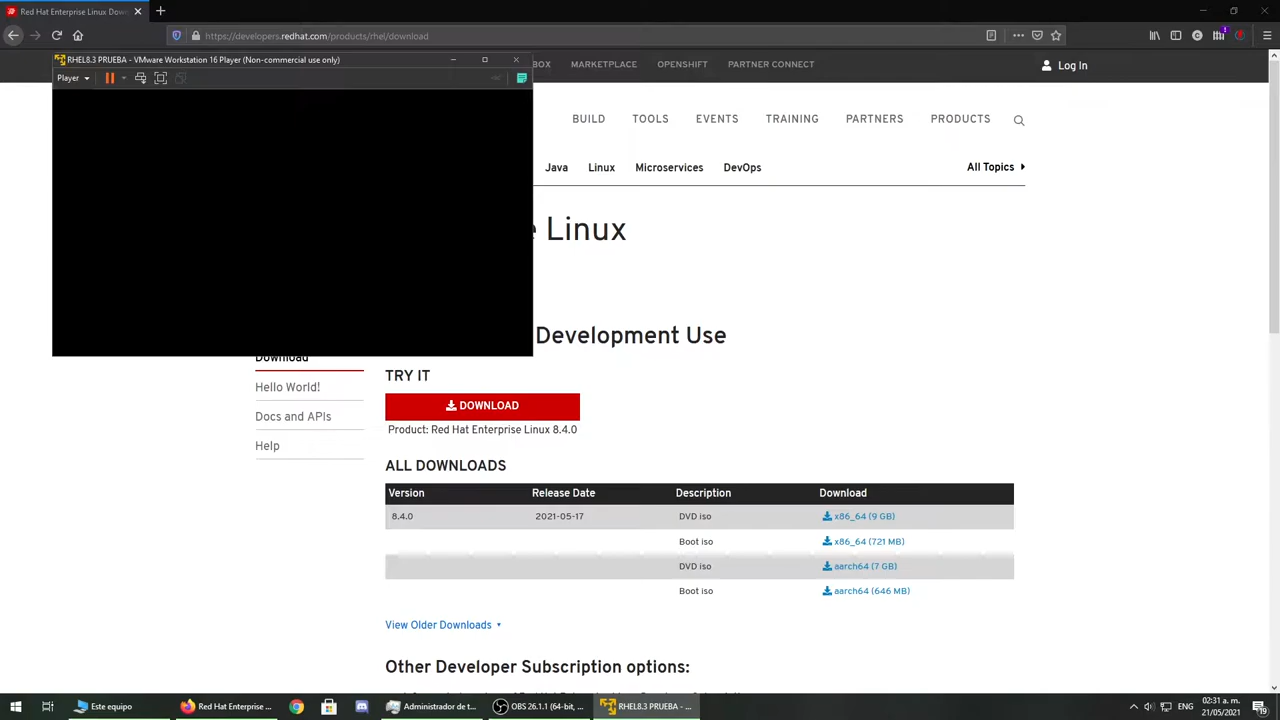 Red Hat Enterprise Linux Down
https://developers.redhat.com/products/rhel/download
RHEL8.3 PRUEBA - VMware Workstation 16 Player (Non-commercial use only)
Player
BOX
MARKETPLACE
OPENSHIFT
PARTNER CONNECT
Log In
BUILD
TOOLS
EVENTS
TRAINING
PARTNERS
PRODUCTS
Java
Linux
Microservices
DevOps
All Topics
Linux
Development Use
Download
Hello World!
Docs and APIs
Help
TRY IT
DOWNLOAD
Product: Red Hat Enterprise Linux 8.4.0
ALL DOWNLOADS
Version Release Date Description Download
8.4.0 2021-05-17 DVD iso x86_64 (9 GB)
Boot iso x86_64 (721 MB)
DVD iso aarch64 (7 GB)
Boot iso aarch64 (646 MB)
View Older Downloads
Other Developer Subscription options:
Este equipo
Red Hat Enterprise ...
Administrador de t...
OBS 26.1.1 (64-bit, ...
RHEL8.3 PRUEBA - ...
ENG
02:31 a. m.
21/05/2021
19